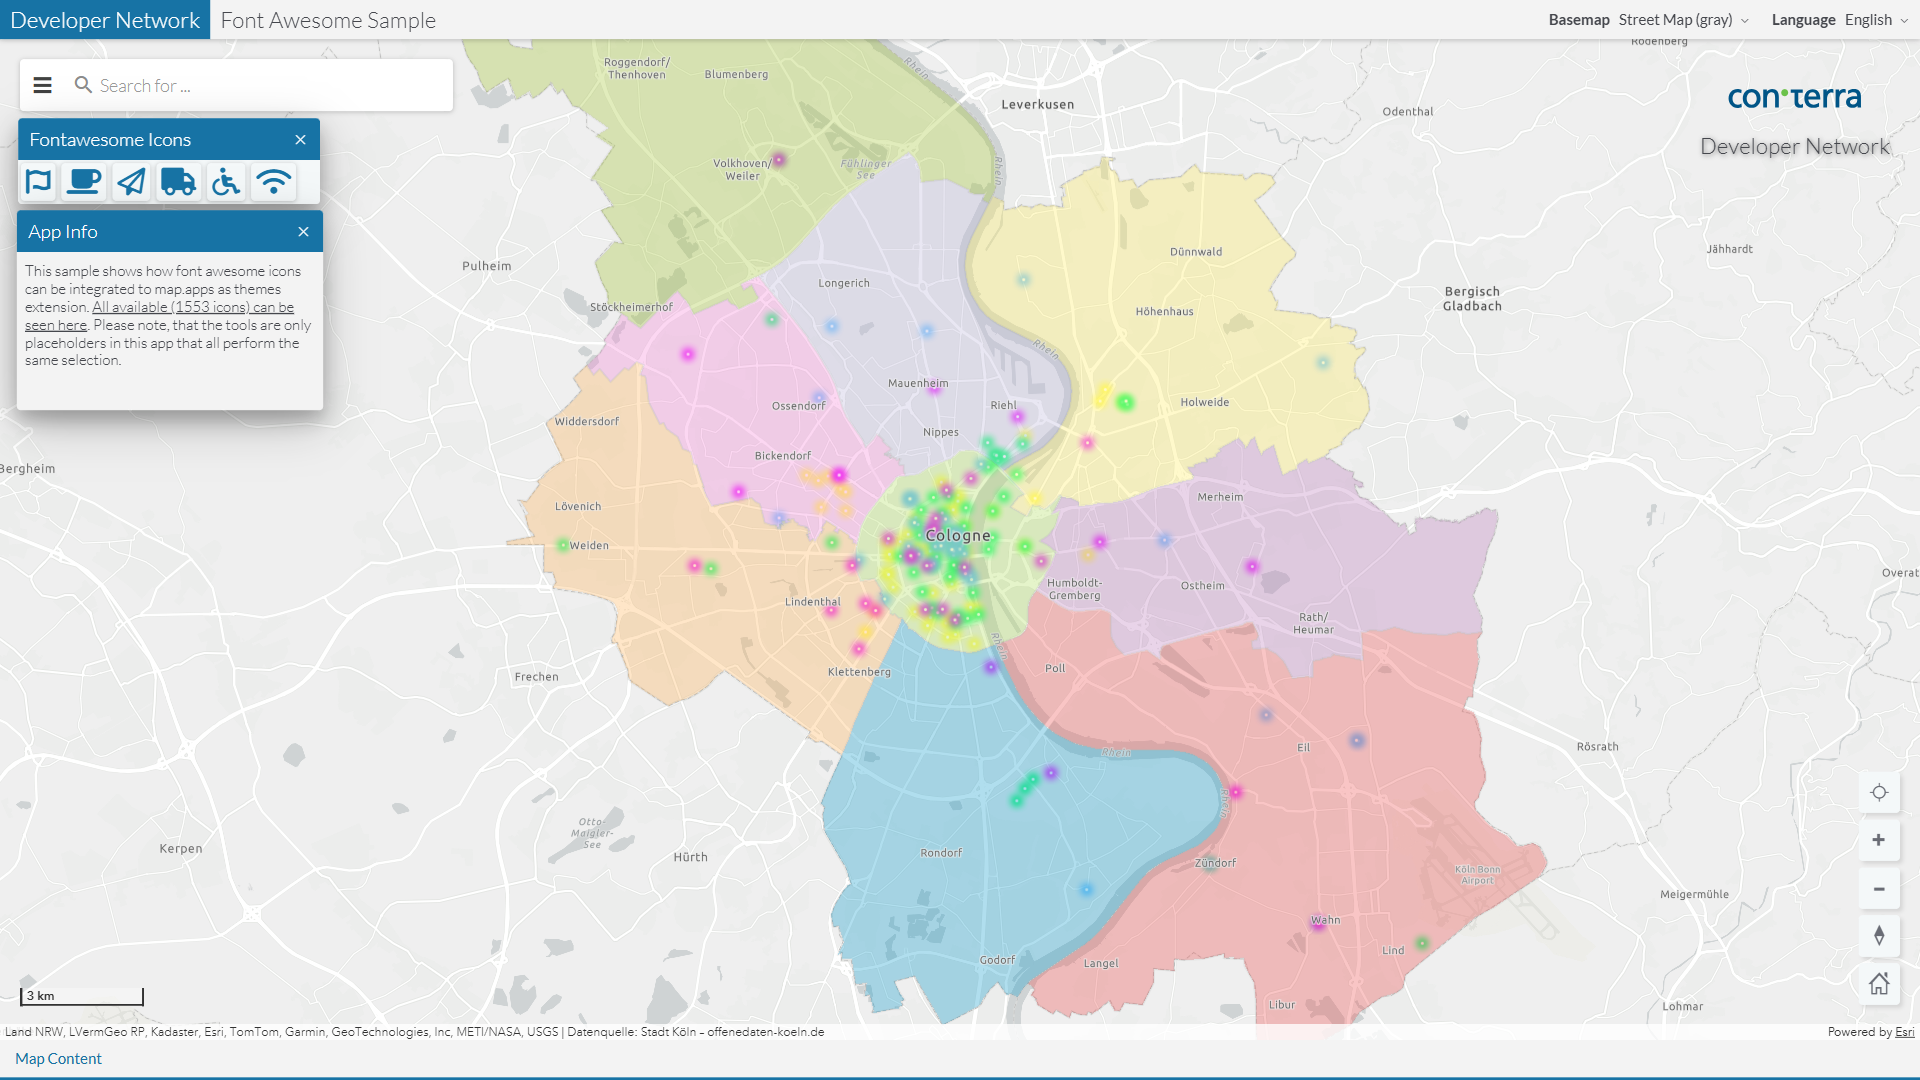 Developer Network
Font Awesome Sample
Basemap Street Map (gray)
Language English
Search for ...
Fontawesome Icons
App Info
This sample shows how font awesome icons
can be integrated to map.apps as themes
extension. All available (1553 icons) can be
seen here. Please note, that the tools are only
placeholders in this app that all perform the
same selection.
con terra
Developer Network
Rödenberg
Roggendorf/
Thenhoven
Blumenberg
Rhein
Leverkusen
Odenthal
Volkhoven/
Weiler
Fühlinger
See
Rhein
Dünnwald
Jähhardt
Pulheim
Longerich
Bergisch
Gladbach
Stöckheimerhof
Höhenhaus
Rhein
Mauenheim
Ossendorf
Riehl
Holweide
Widdersdorf
Nippes
Bickendorf
Bergheim
Merheim
Lövenich
Cologne
Weiden
Overat
Humboldt-
Gremberg
Ostheim
Lindenthal
Rath/
Heumar
Rhein
Poll
Klettenberg
Frechen
Eil
Rösrath
Rhein
Rhein
Otto-
Maigler-
See
Kerpen
Hürth
Rondorf
Zündorf
Köln Bonn
Airport
Meigermühle
Wahn
Lind
Godorf
Langel
Libur
Lohmar
3 km
Land NRW, LVermGeo RP, Kadaster, Esri, TomTom, Garmin, GeoTechnologies, Inc, METI/NASA, USGS | Datenquelle: Stadt Köln – offenedaten-koeln.de
Powered by Esri
Map Content